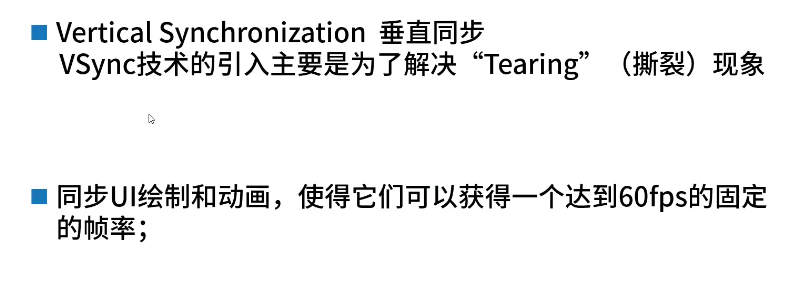 Vertical Synchronization 垂直同步
VSync技术的引入主要是为了解决“Tearing”（撕裂）现象
同步UI绘制和动画，使得它们可以获得一个达到60fps的固定
的帧率；